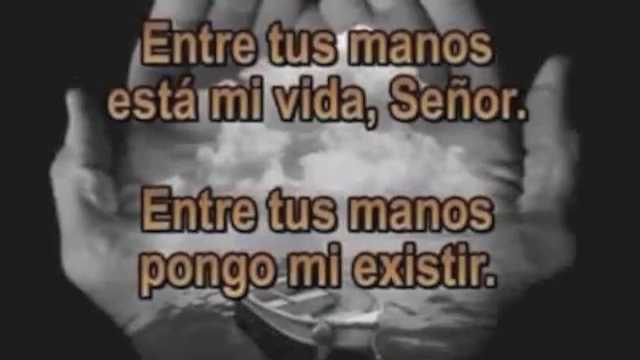 Entre tus manos
está mi vida, Señor.
Entre tus manos
pongo mi existir.